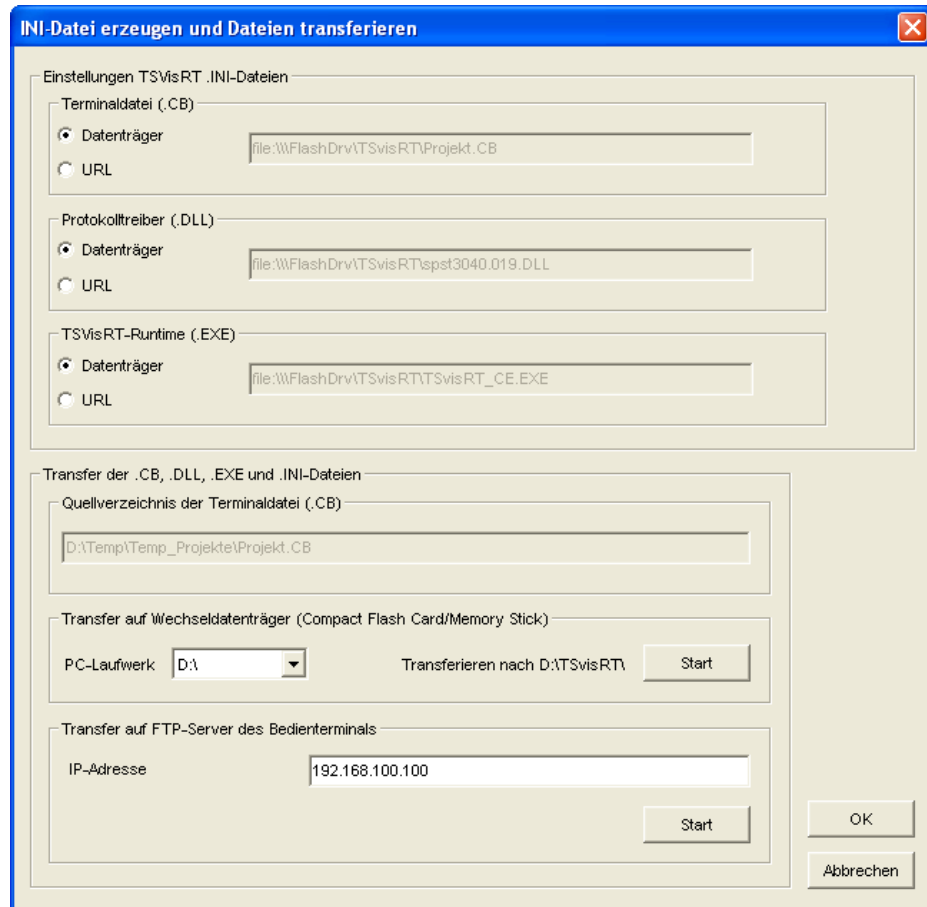 INI-Datei erzeugen und Dateien transferieren
Einstellungen TSVisRT .INI-Dateien
Terminaldatei (.CB)
Datenträger
file:\\\FlashDrv\TSvisRT\Projekt.CB
URL
Protokolltreiber (.DLL)
Datenträger
file:\\\FlashDrv\TSvisRT\spst3040.019.DLL
URL
TSVisRT-Runtime (.EXE)
Datenträger
file:\\\FlashDrv\TSvisRT\TSvisRT_CE.EXE
URL
Transfer der .CB, .DLL, .EXE und .INI-Dateien
Quellverzeichnis der Terminaldatei (.CB)
D:\Temp\Temp_Projekte\Projekt.CB
Transfer auf Wechseldatenträger (Compact Flash Card/Memory Stick)
PC-Laufwerk D:\ Transferieren nach D:\TSvisRT\ Start
Transfer auf FTP-Server des Bedienterminals
IP-Adresse 192.168.100.100
Start
OK
Abbrechen